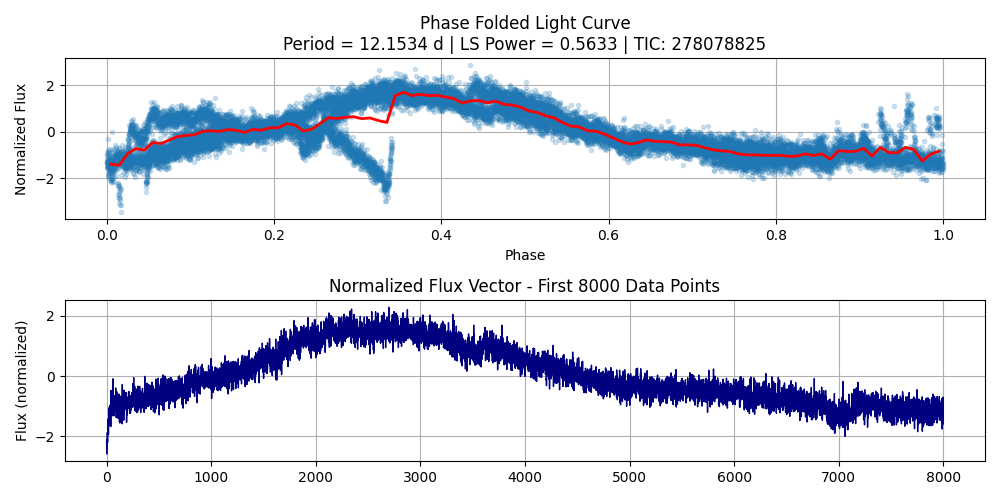 Phase Folded Light Curve
Period = 12.1534 d | LS Power = 0.5633 | TIC: 278078825
Normalized Flux
2
0
−2
0.0 0.2 0.4 0.6 0.8 1.0
Phase
Normalized Flux Vector - First 8000 Data Points
Flux (normalized)
2
0
−2
0 1000 2000 3000 4000 5000 6000 7000 8000